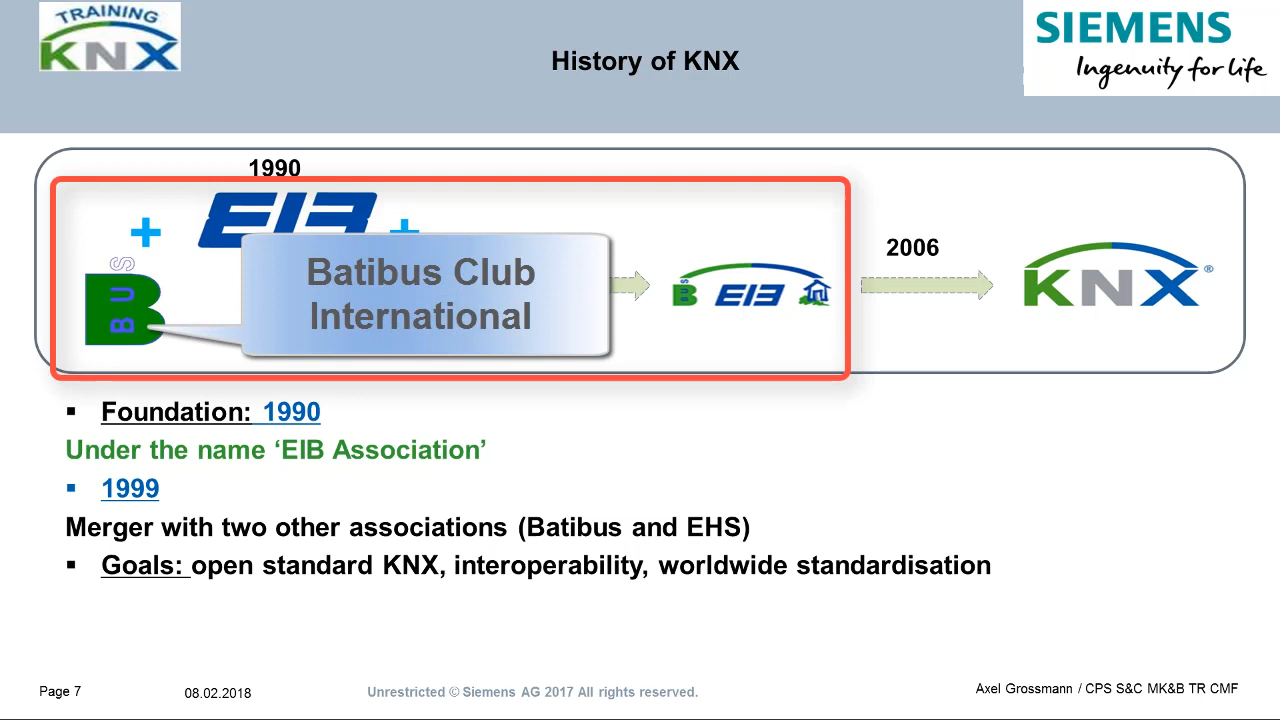 TRAINING
KNX
History of KNX
SIEMENS
Ingenuity for life
1990
+ EIB +
BUS
B
Batibus Club
International
BUS
B
EIB
2006
KNX®
▪ Foundation: 1990
Under the name ‘EIB Association’
▪ 1999
Merger with two other associations (Batibus and EHS)
▪ Goals: open standard KNX, interoperability, worldwide standardisation
Page 7
08.02.2018
Unrestricted © Siemens AG 2017 All rights reserved.
Axel Grossmann / CPS S&C MK&B TR CMF